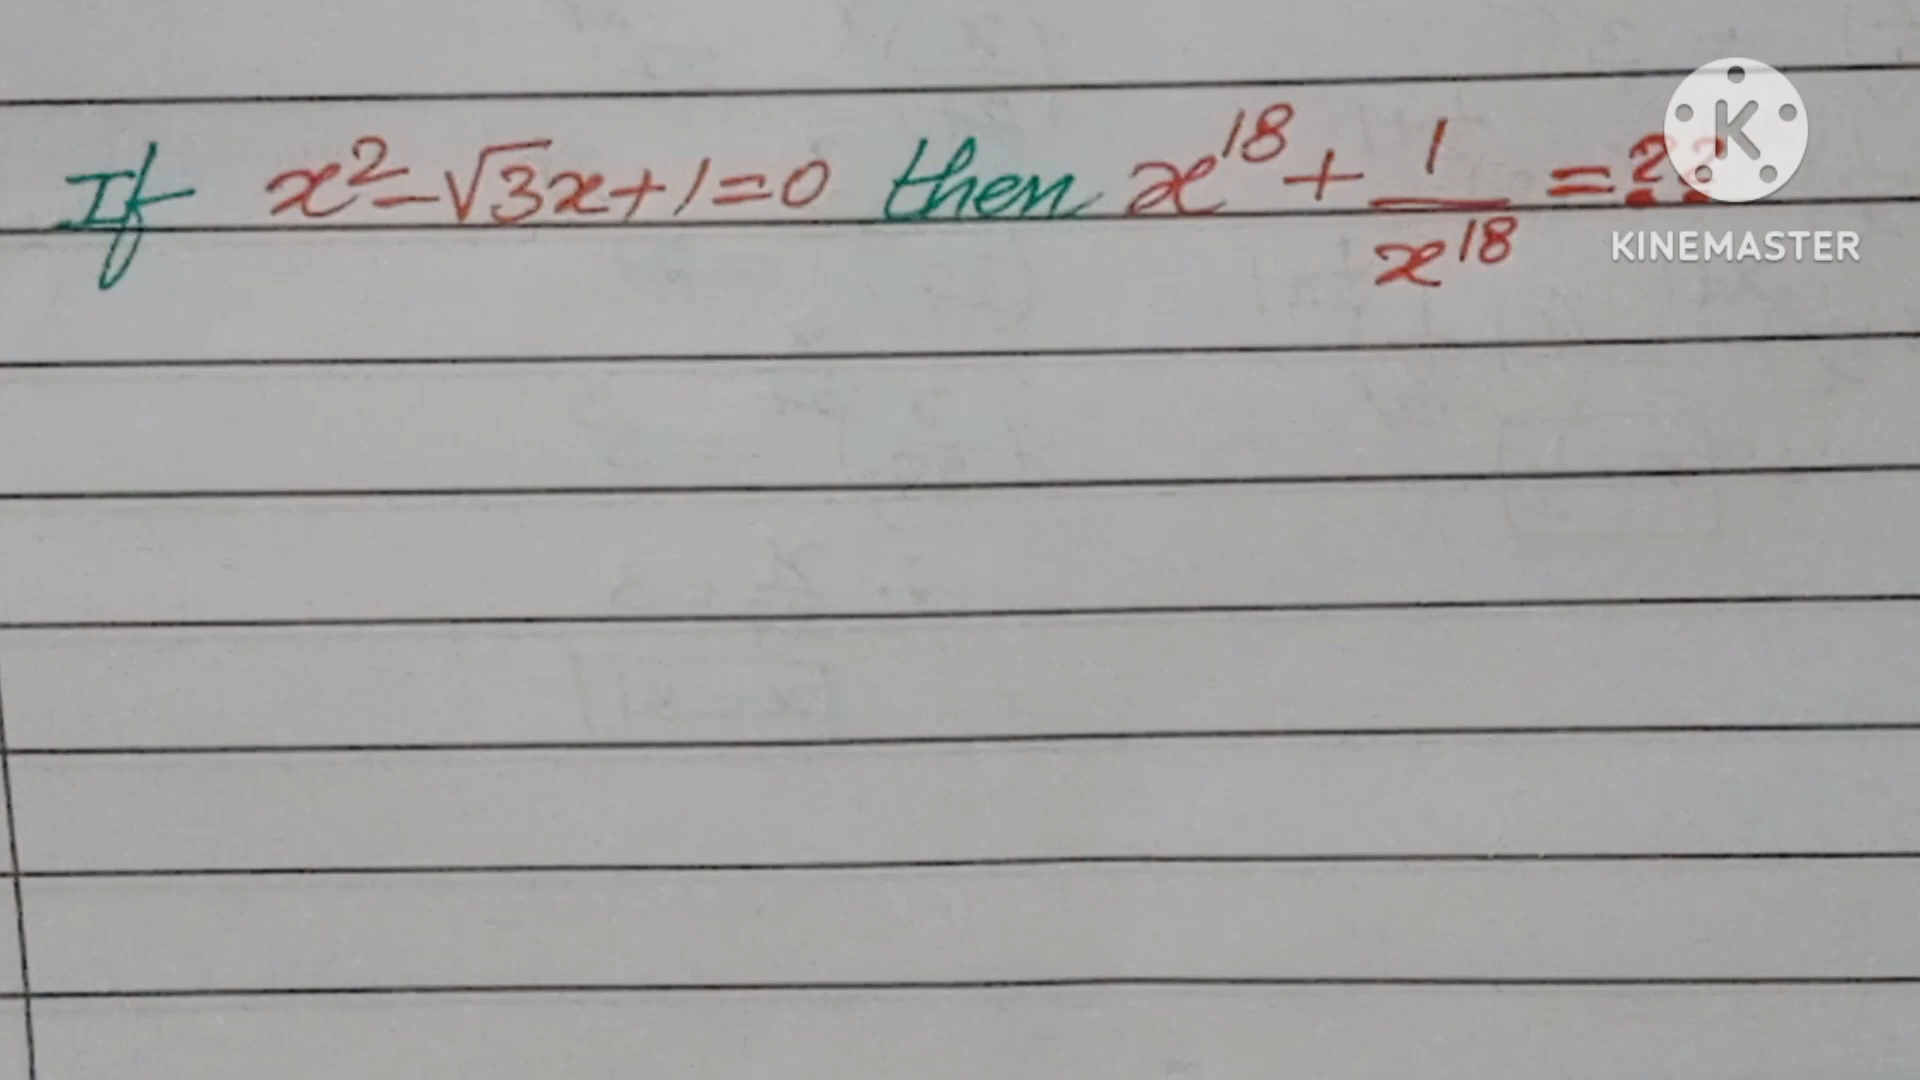 If x²-√3x+1=0 then x¹⁸+1/x¹⁸=??
K
KINEMASTER